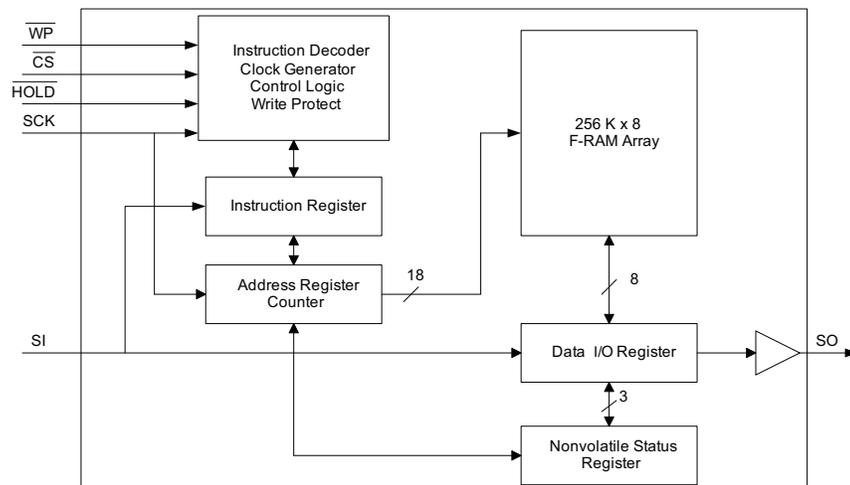 WP
CS
HOLD
SCK
Instruction Decoder
Clock Generator
Control Logic
Write Protect
256 K x 8
F-RAM Array
Instruction Register
Address Register
Counter
18
8
SI
Data I/O Register
SO
3
Nonvolatile Status
Register